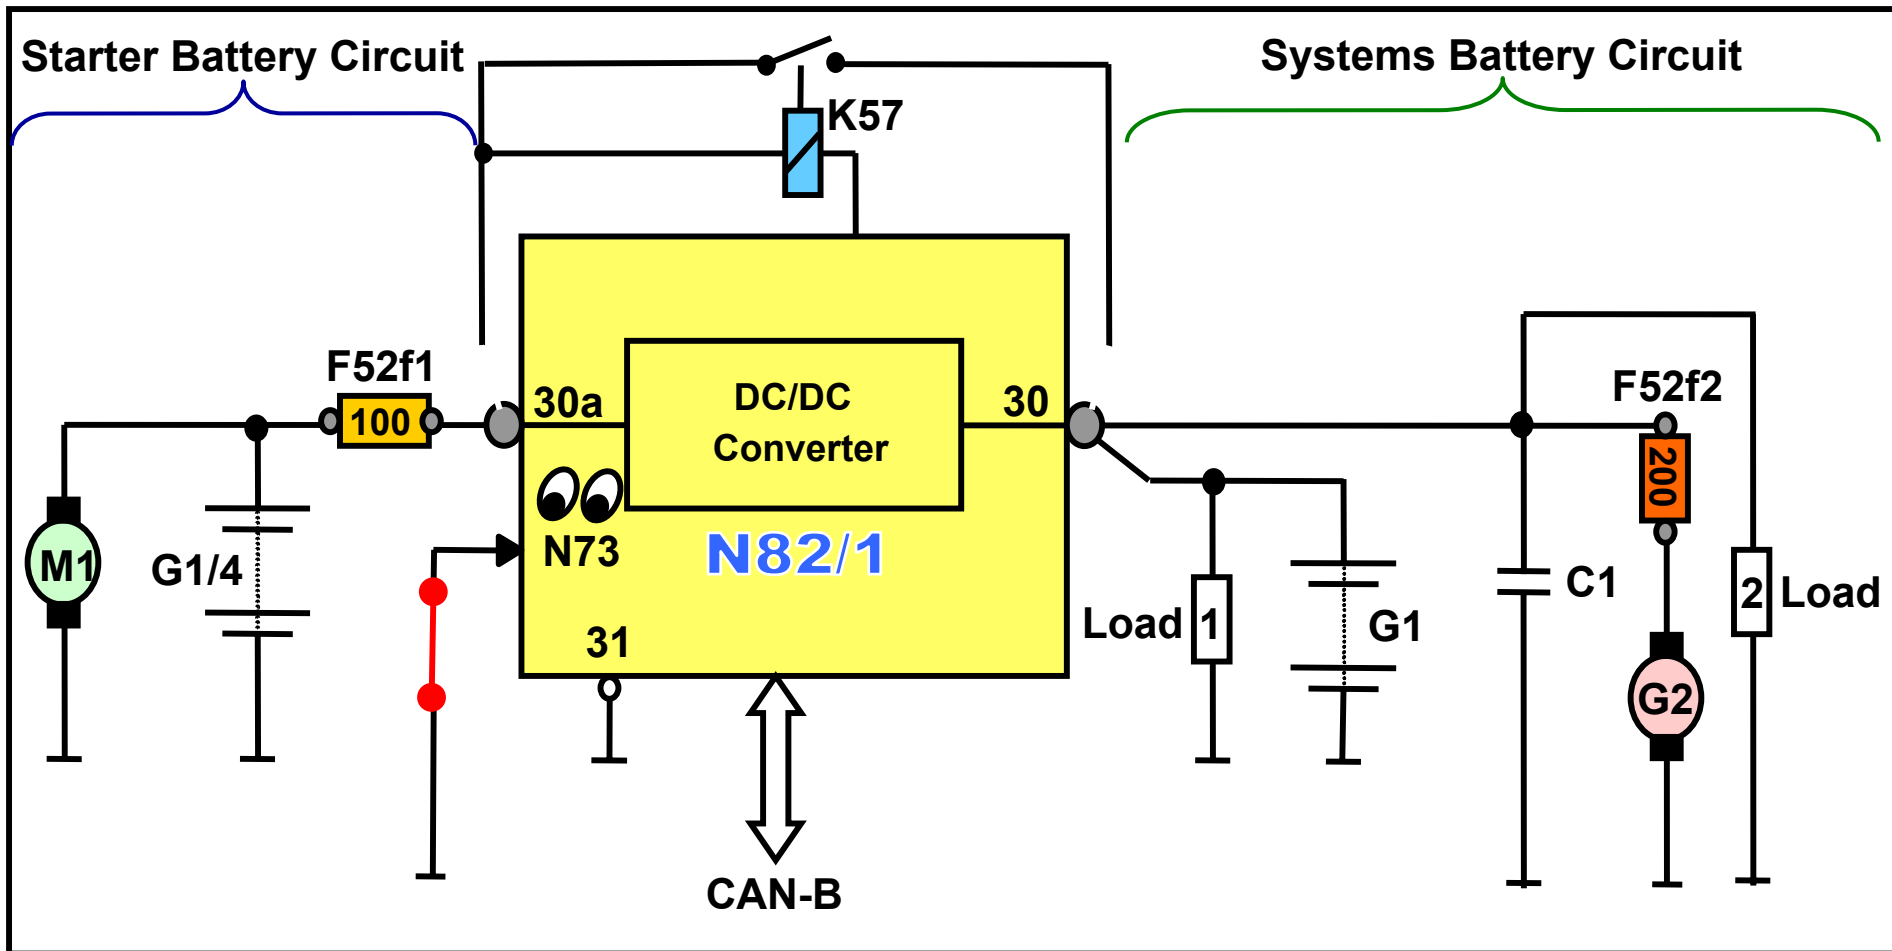 Starter Battery Circuit
Systems Battery Circuit
K57
F52f1
100
30a
DC/DC
Converter
30
F52f2
200
M1
G1/4
N73
N82/1
31
Load 1
G1
C1
2 Load
G2
CAN-B